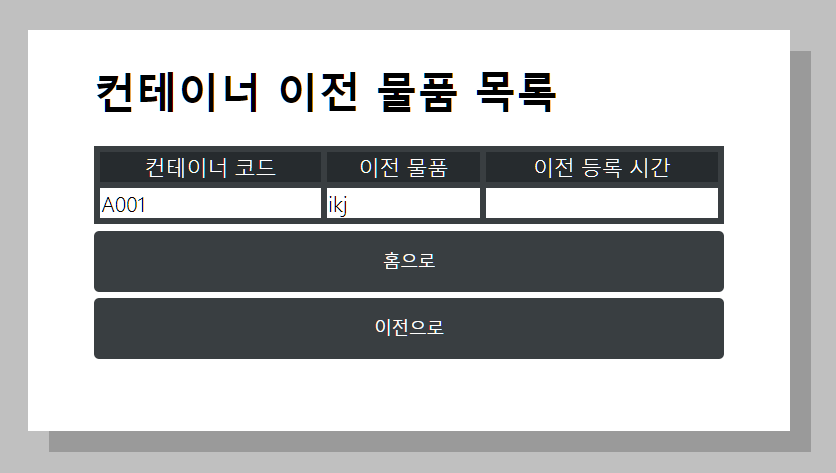 컨테이너 이전 물품 목록
컨테이너 코드 이전 물품 이전 등록 시간
A001 ikj
홈으로
이전으로